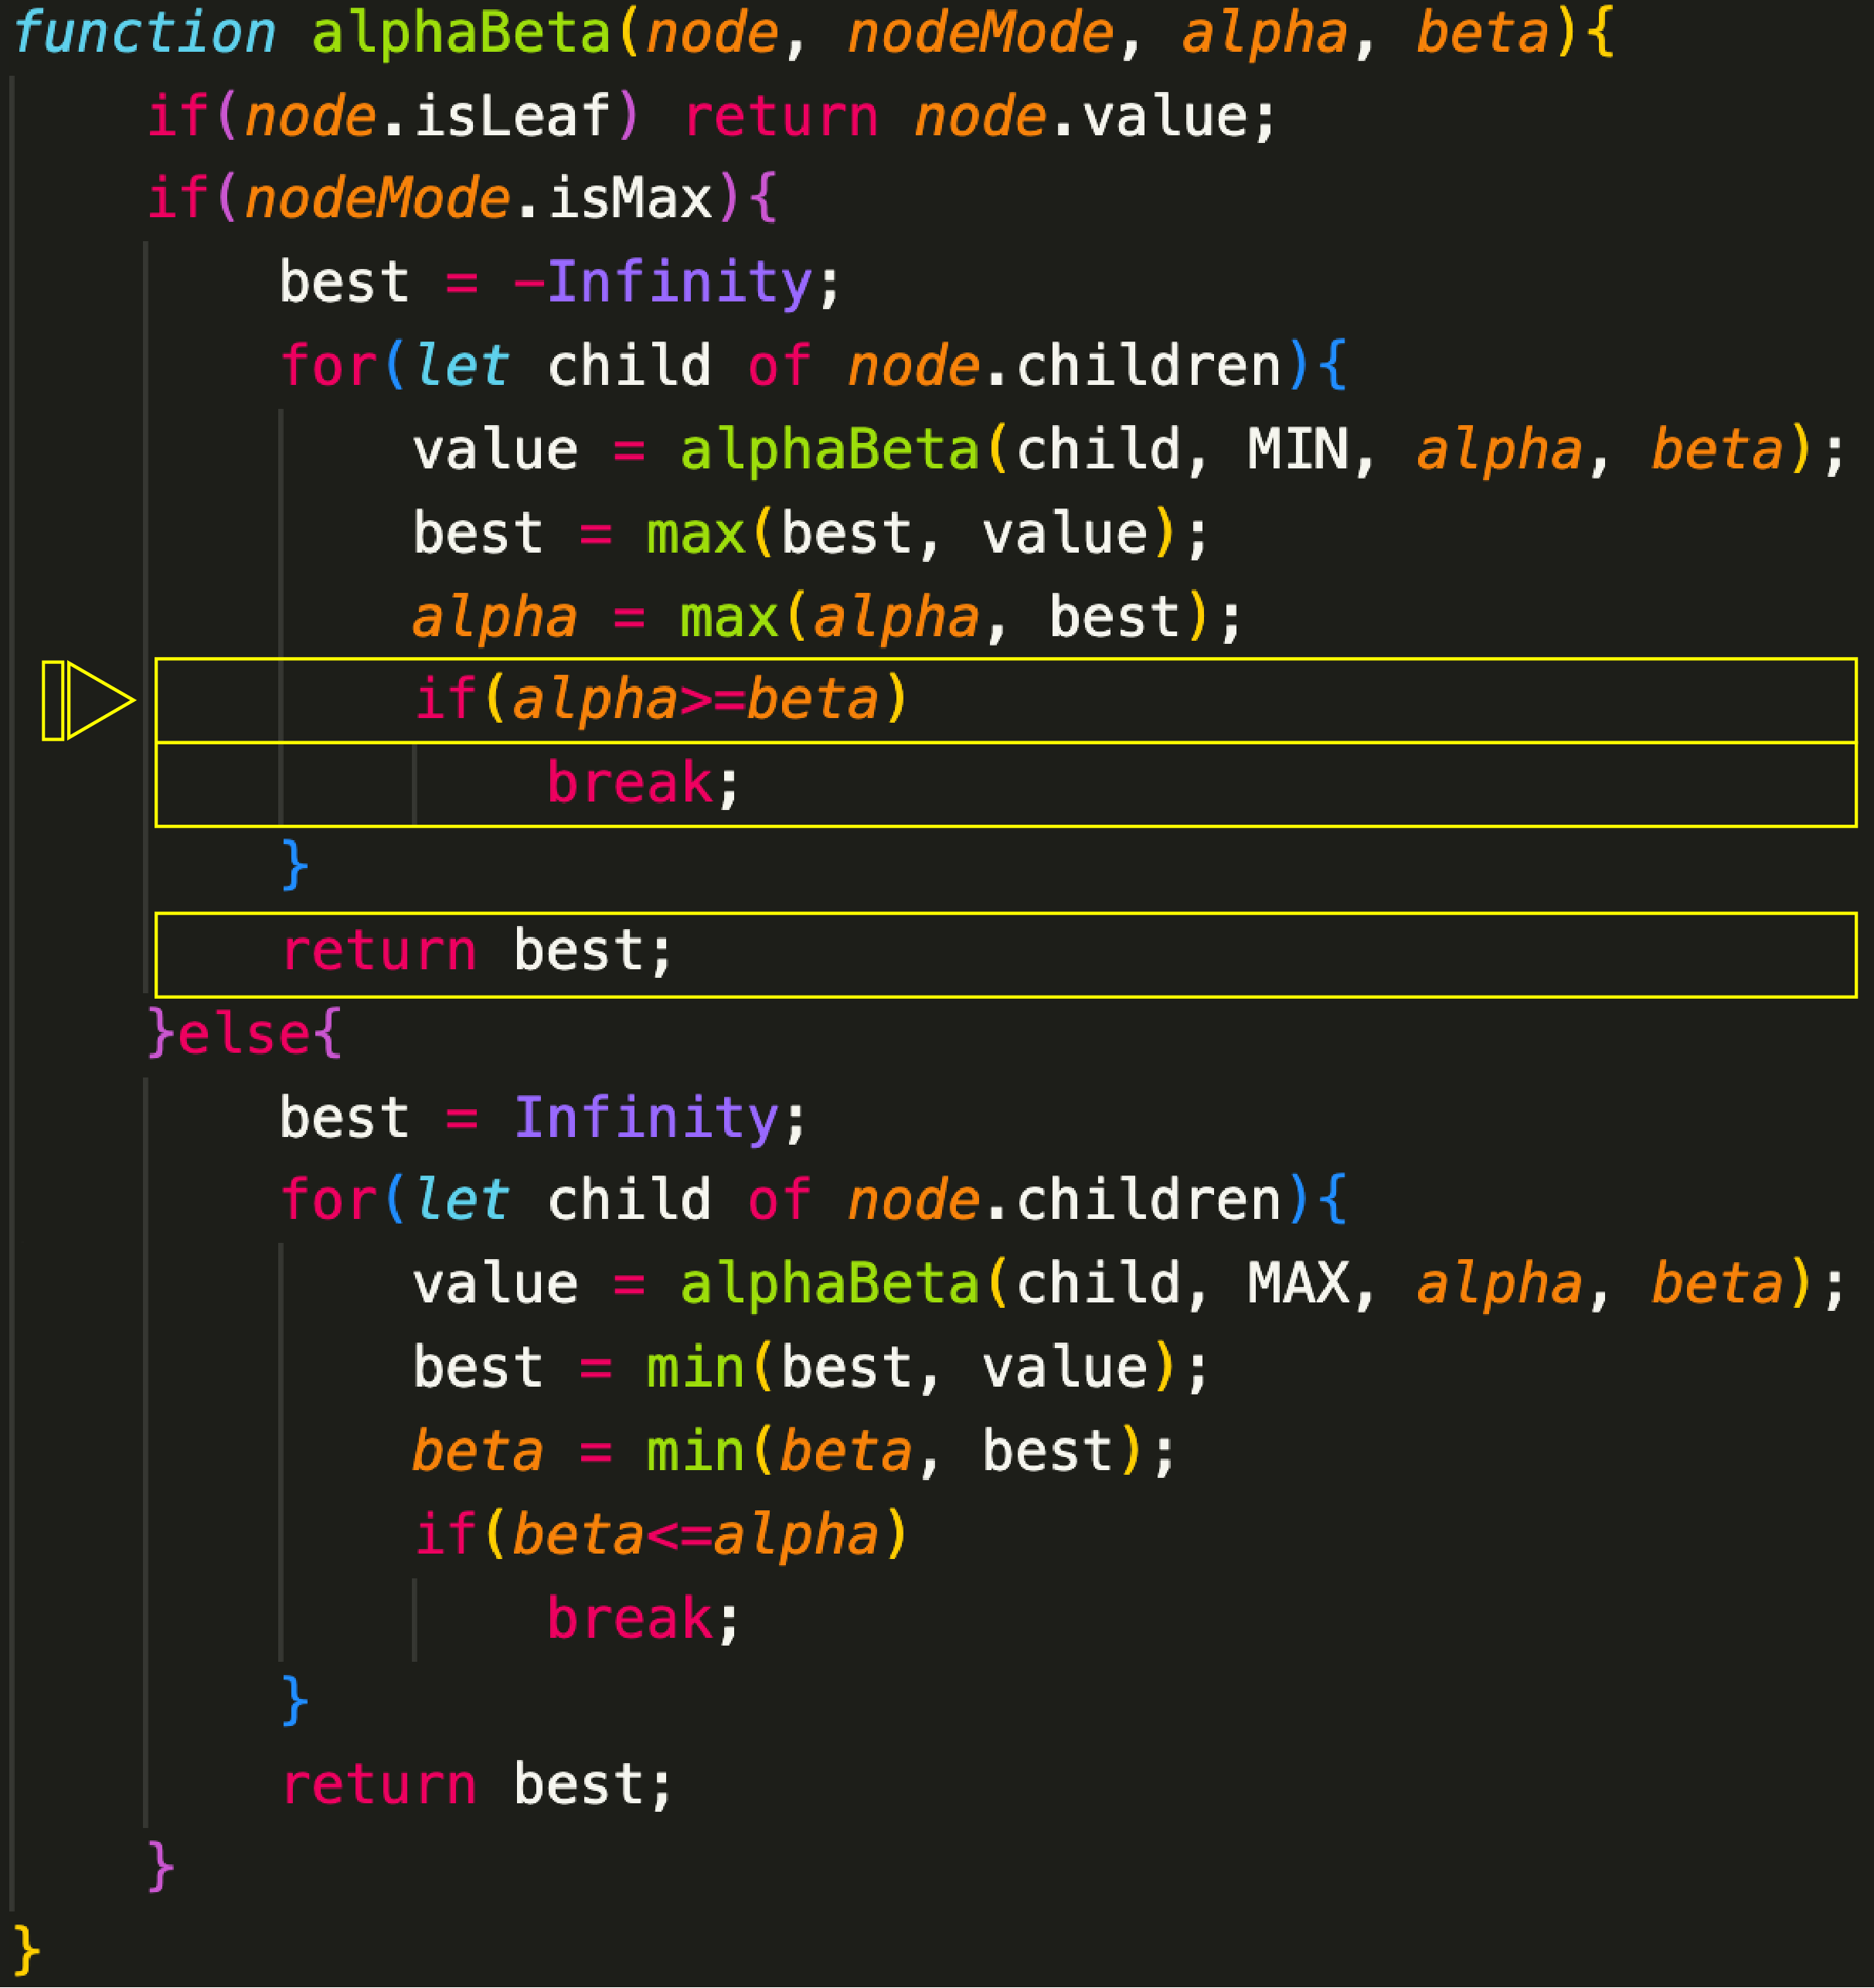 function alphaBeta(node, nodeMode, alpha, beta){
    if(node.isLeaf) return node.value;
    if(nodeMode.isMax){
        best = -Infinity;
        for(let child of node.children){
            value = alphaBeta(child, MIN, alpha, beta);
            best = max(best, value);
            alpha = max(alpha, best);
            if(alpha>=beta)
                break;
        }
        return best;
    }else{
        best = Infinity;
        for(let child of node.children){
            value = alphaBeta(child, MAX, alpha, beta);
            best = min(best, value);
            beta = min(beta, best);
            if(beta<=alpha)
                break;
        }
        return best;
    }
}